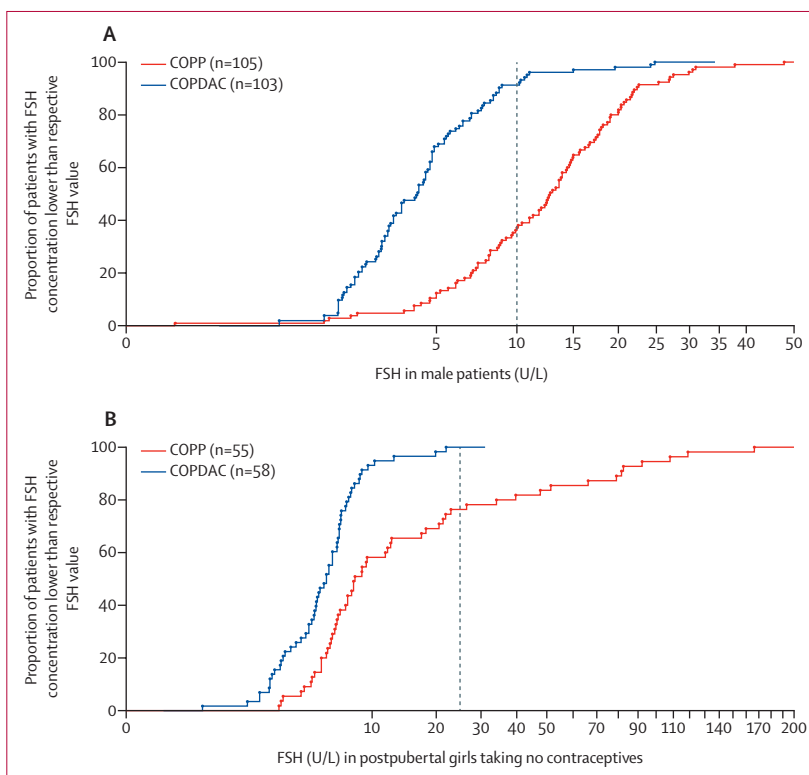 A
COPP (n=105)
COPDAC (n=103)
Proportion of patients with FSH
concentration lower than respective
FSH value
100
80
60
40
20
0
0 5 10 15 20 25 30 35 40 50
FSH in male patients (U/L)
B
COPP (n=55)
COPDAC (n=58)
Proportion of patients with FSH
concentration lower than respective
FSH value
100
80
60
40
20
0
0 10 20 30 40 50 70 90 110 140 170 200
FSH (U/L) in postpubertal girls taking no contraceptives